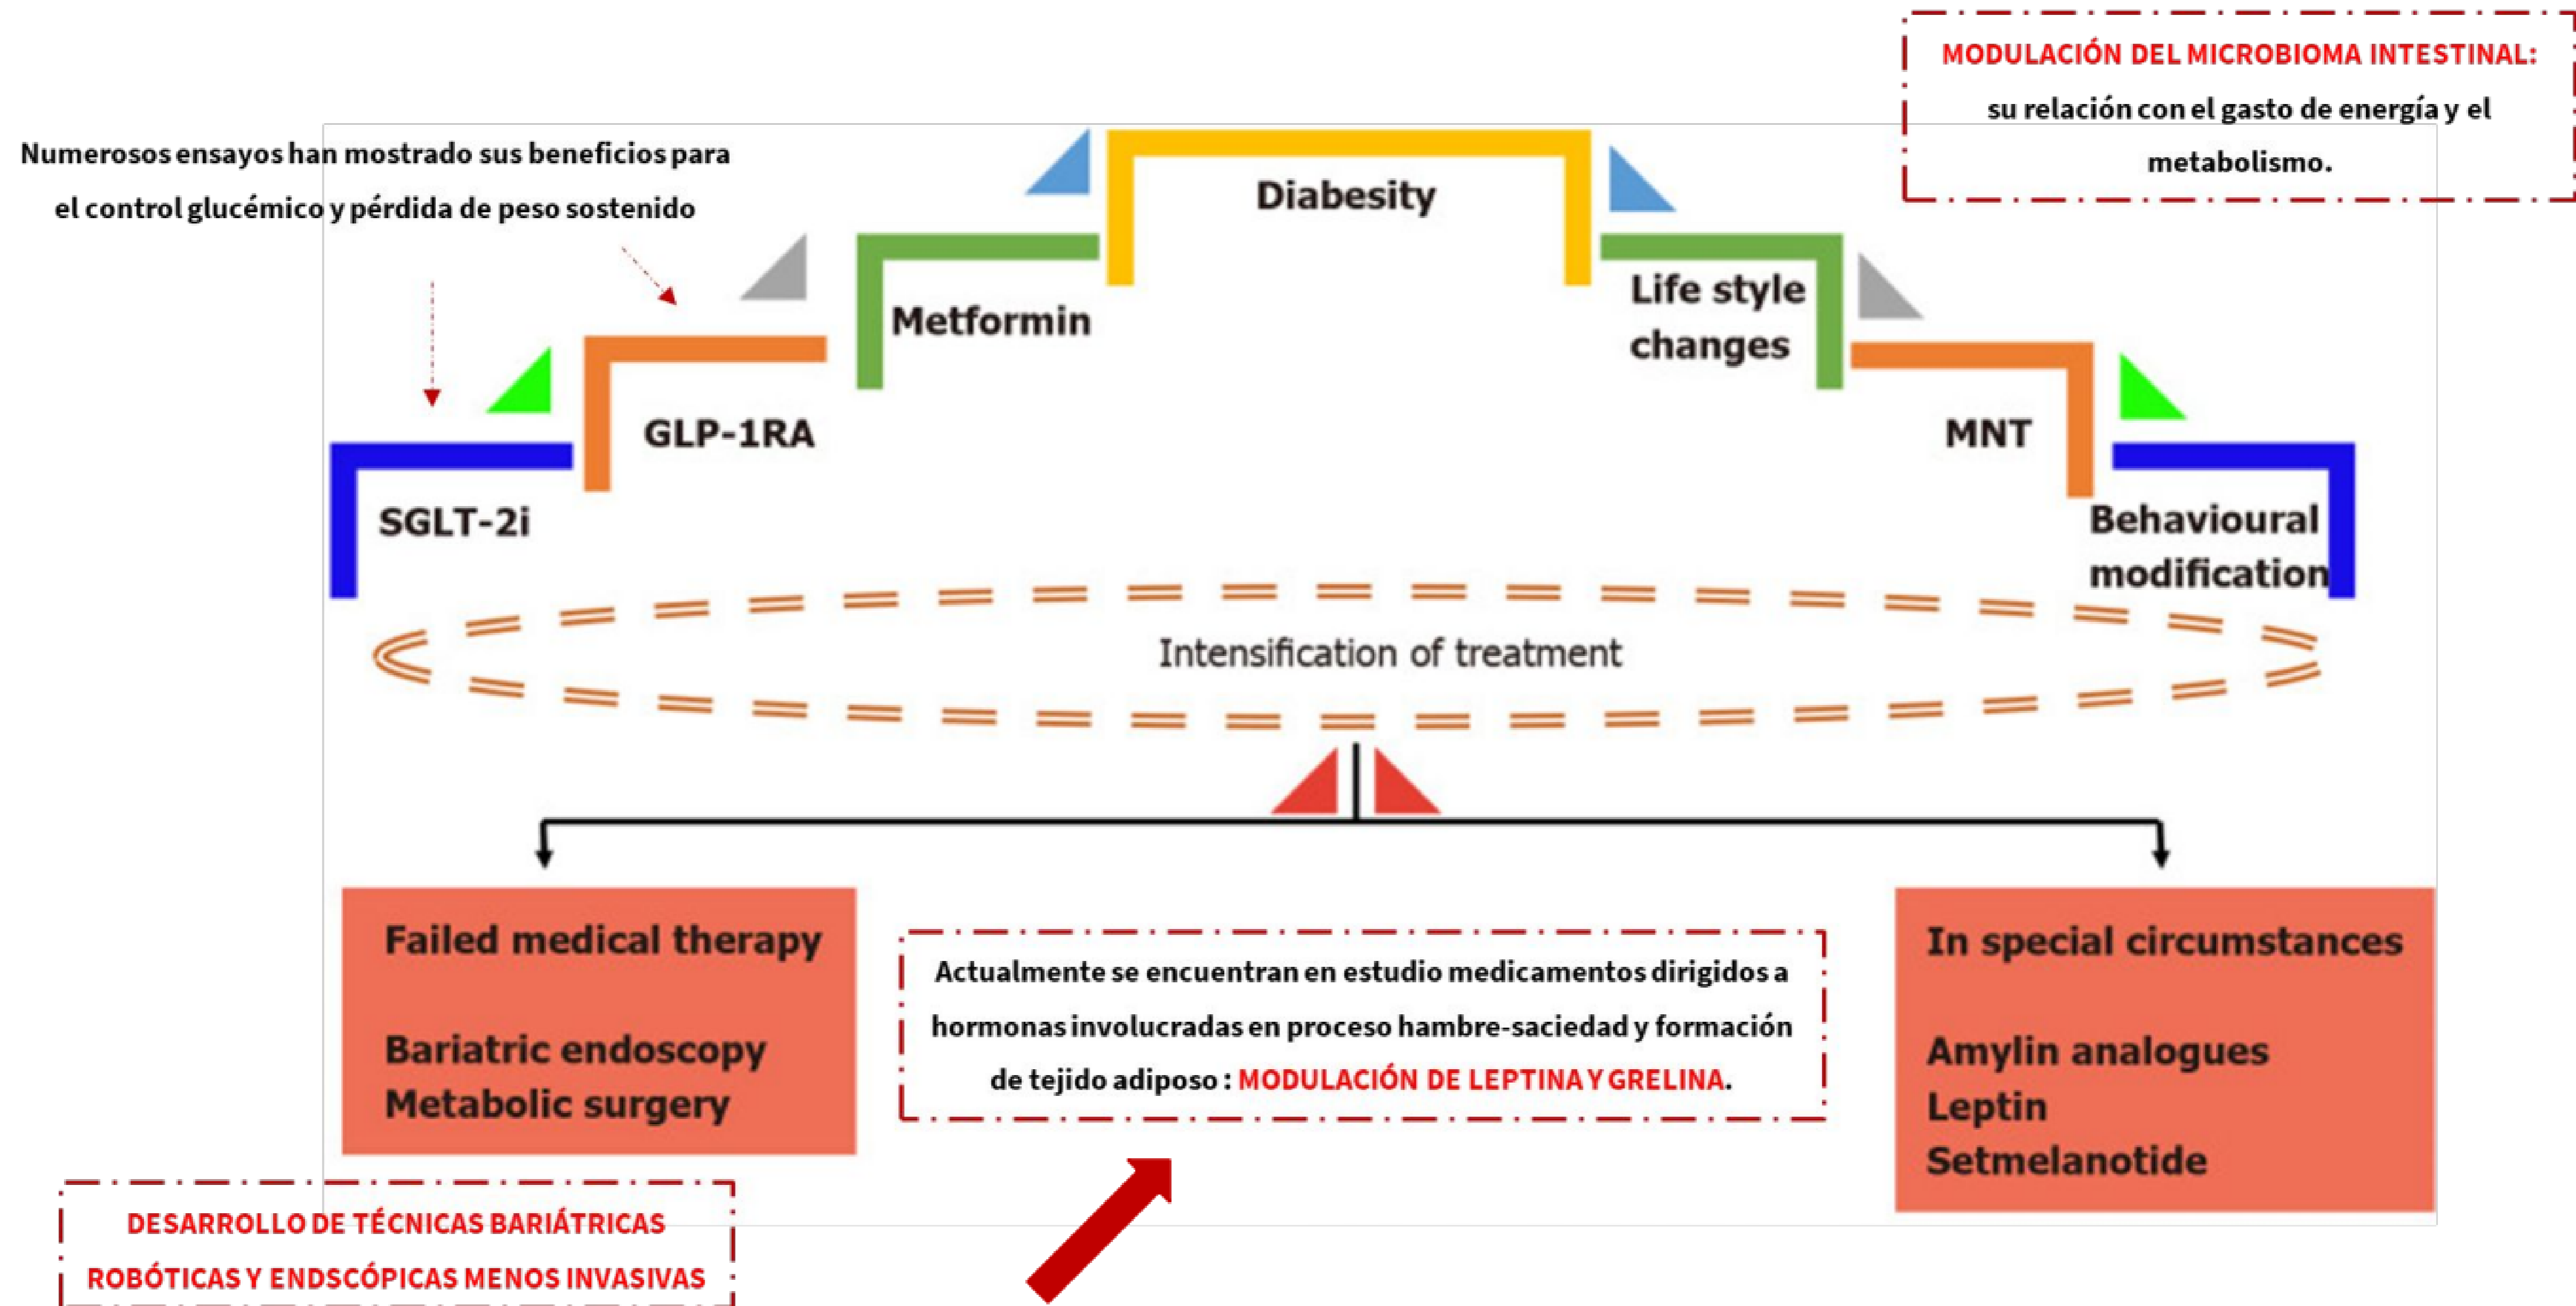 MODULACIÓN DEL MICROBIOMA INTESTINAL:
su relación con el gasto de energía y el
metabolismo.
Numerosos ensayos han mostrado sus beneficios para
el control glucémico y pérdida de peso sostenido
Diabesity
Metformin
Life style
changes
GLP-1RA
MNT
SGLT-2i
Behavioural
modification
Intensification of treatment
Failed medical therapy
Bariatric endoscopy
Metabolic surgery
Actualmente se encuentran en estudio medicamentos dirigidos a
hormonas involucradas en proceso hambre-saciedad y formación
de tejido adiposo : MODULACIÓN DE LEPTINA Y GRELINA.
In special circumstances
Amylin analogues
Leptin
Setmelanotide
DESARROLLO DE TÉCNICAS BARIÁTRICAS
ROBÓTICAS Y ENDSCÓPICAS MENOS INVASIVAS